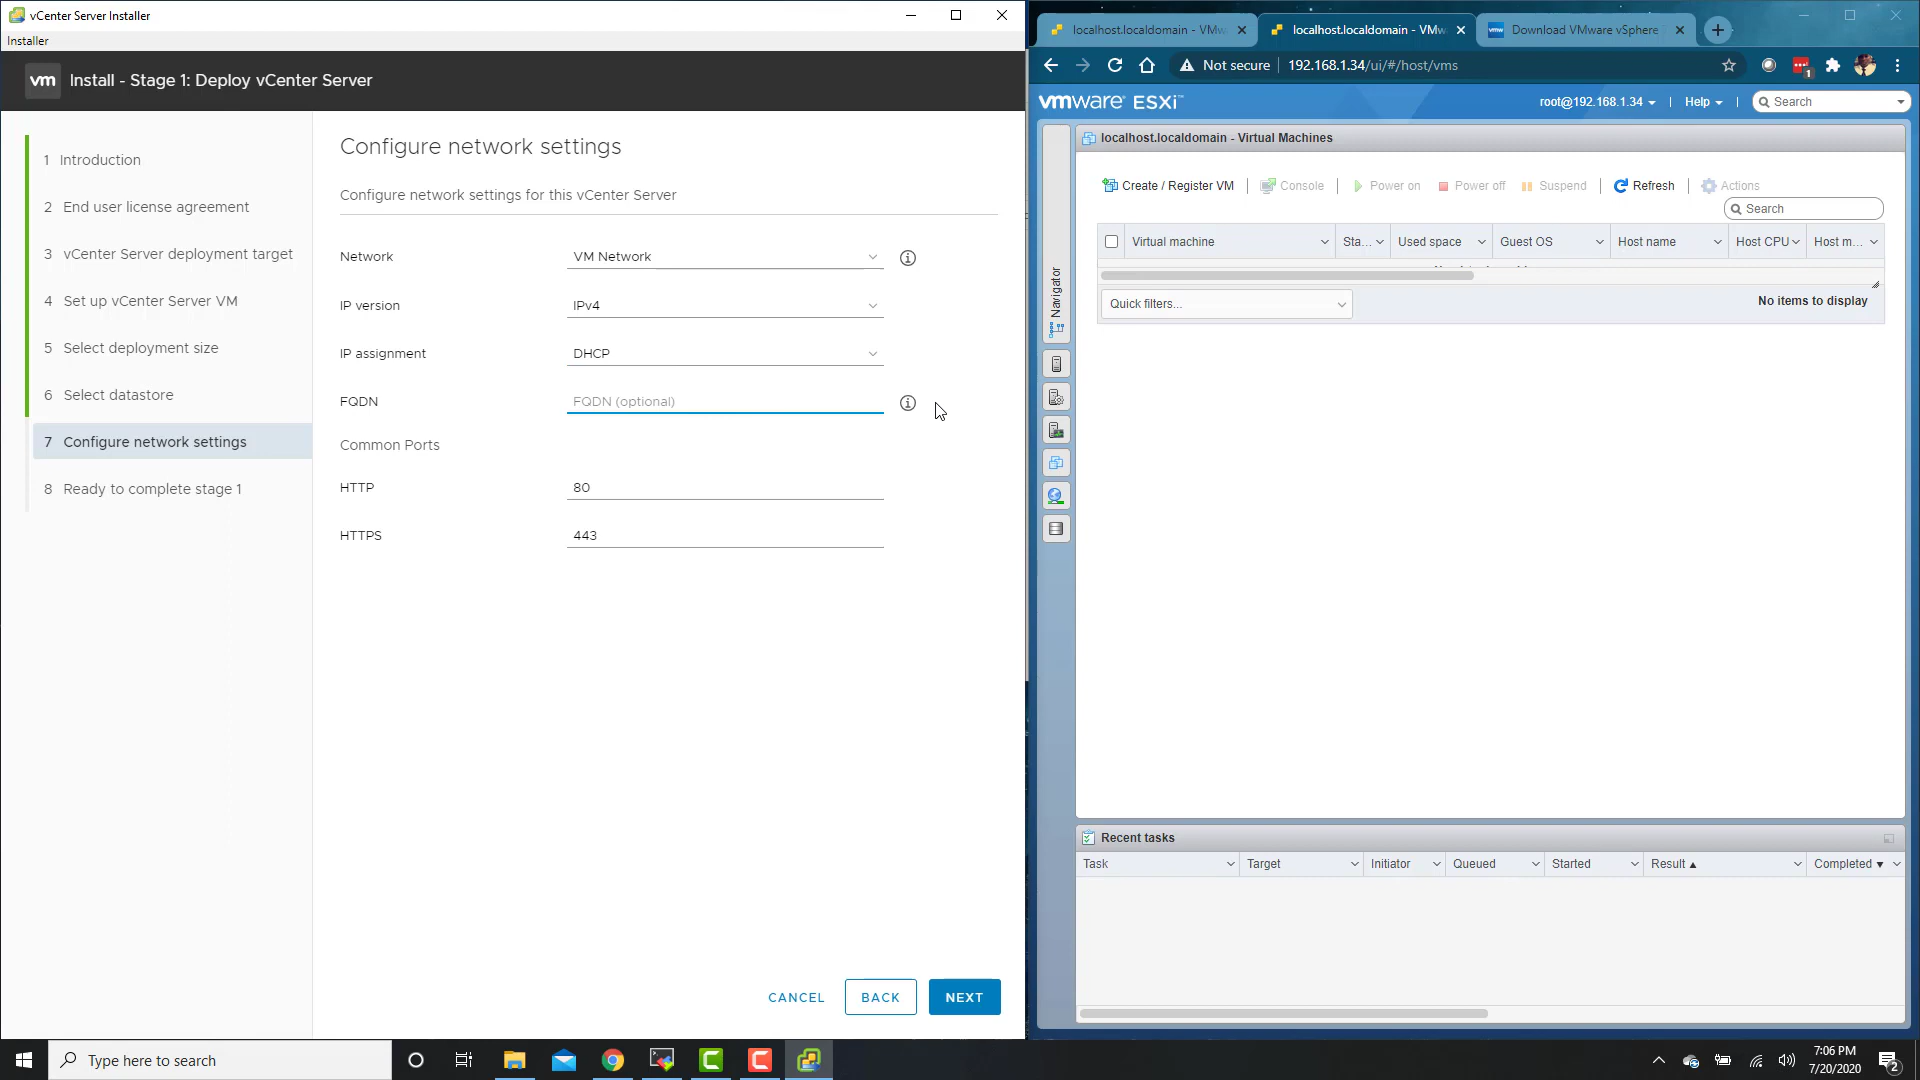 vCenter Server Installer
Installer
vm Install - Stage 1: Deploy vCenter Server
1 Introduction
2 End user license agreement
3 vCenter Server deployment target
4 Set up vCenter Server VM
5 Select deployment size
6 Select datastore
7 Configure network settings
8 Ready to complete stage 1
Configure network settings
Configure network settings for this vCenter Server
Network VM Network
IP version IPv4
IP assignment DHCP
FQDN FQDN (optional)
Common Ports
HTTP 80
HTTPS 443
CANCEL BACK NEXT
localhost.localdomain - VMw localhost.localdomain - VMw vmw Download VMware vSphere
Not secure 192.168.1.34/ui/#/host/vms 1
vmware ESXi™ root@192.168.1.34 Help Search
Navigator
localhost.localdomain - Virtual Machines
Create / Register VM Console Power on Power off Suspend Refresh Actions
Search
Virtual machine Sta... Used space Guest OS Host name Host CPU Host m...
Quick filters... No items to display
Recent tasks
Task Target Initiator Queued Started Result Completed
Type here to search
7:06 PM
7/20/2020
2